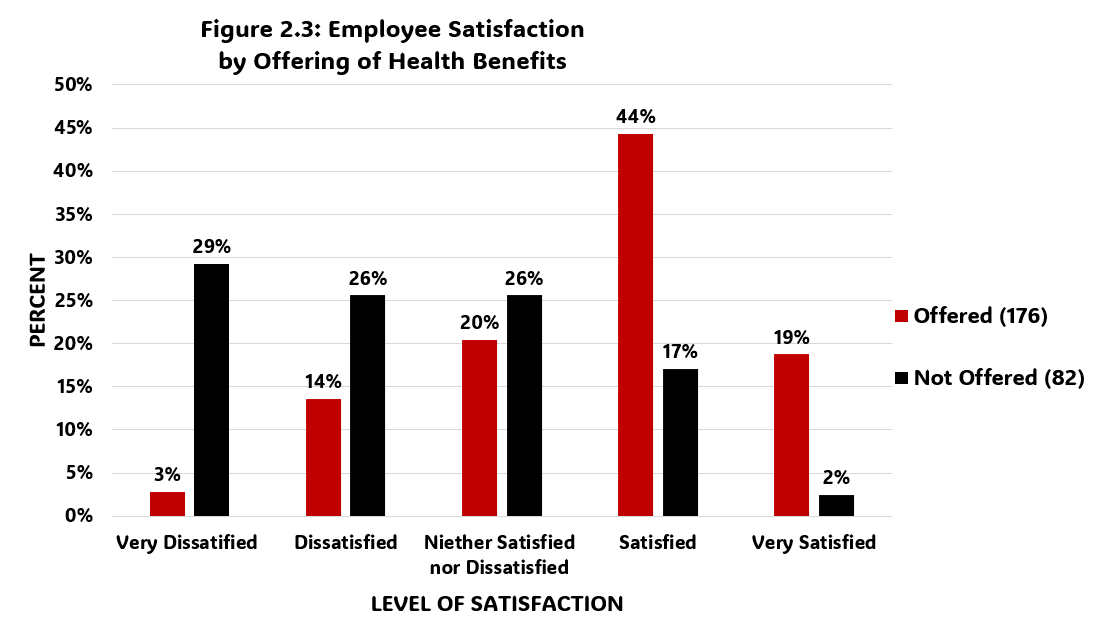 Figure 2.3: Employee Satisfaction
by Offering of Health Benefits
50%
45%
40%
35%
30%
25%
20%
15%
10%
5%
0%
PERCENT
3%
29%
14%
26%
20%
26%
44%
17%
19%
2%
Very Dissatified
Dissatisfied
Niether Satisfied
nor Dissatisfied
Satisfied
Very Satisfied
LEVEL OF SATISFACTION
Offered (176)
Not Offered (82)